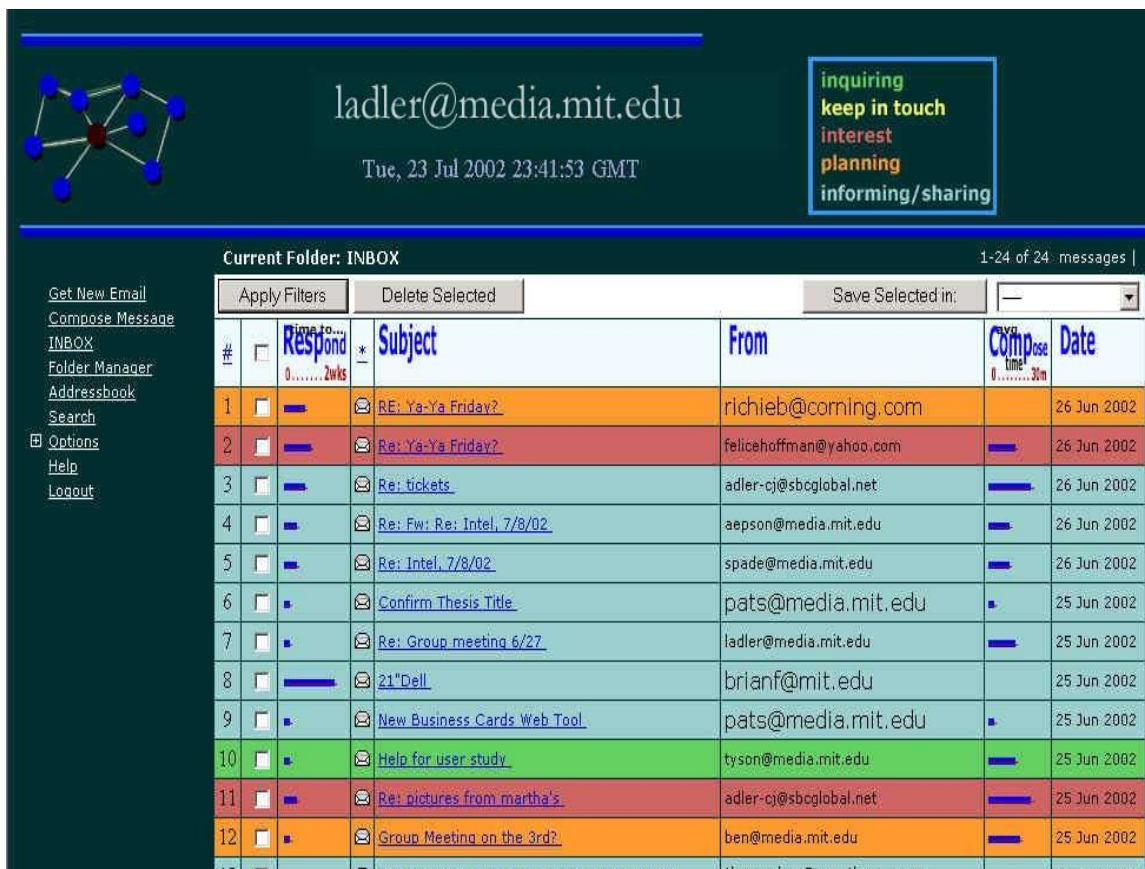 ladler@media.mit.edu
Tue, 23 Jul 2002 23:41:53 GMT
inquiring
keep in touch
interest
planning
informing/sharing
Current Folder: INBOX
1-24 of 24 messages |
Get New Email
Compose Message
INBOX
Folder Manager
Addressbook
Search
Options
Help
Logout
Apply Filters Delete Selected Save Selected in: —
# time to... Respond 0.......2wks * Subject From avg Compose time 0........30m Date
1 RE: Ya-Ya Friday? richieb@corning.com 26 Jun 2002
2 Re: Ya-Ya Friday? felicehoffman@yahoo.com 26 Jun 2002
3 Re: tickets adler-cj@sbcglobal.net 26 Jun 2002
4 Re: Fw: Re: Intel, 7/8/02 aepson@media.mit.edu 26 Jun 2002
5 Re: Intel, 7/8/02 spade@media.mit.edu 26 Jun 2002
6 Confirm Thesis Title pats@media.mit.edu 25 Jun 2002
7 Re: Group meeting 6/27 ladler@media.mit.edu 25 Jun 2002
8 21"Dell brianf@mit.edu 25 Jun 2002
9 New Business Cards Web Tool pats@media.mit.edu 25 Jun 2002
10 Help for user study tyson@media.mit.edu 25 Jun 2002
11 Re: pictures from martha's adler-cj@sbcglobal.net 25 Jun 2002
12 Group Meeting on the 3rd? ben@media.mit.edu 25 Jun 2002